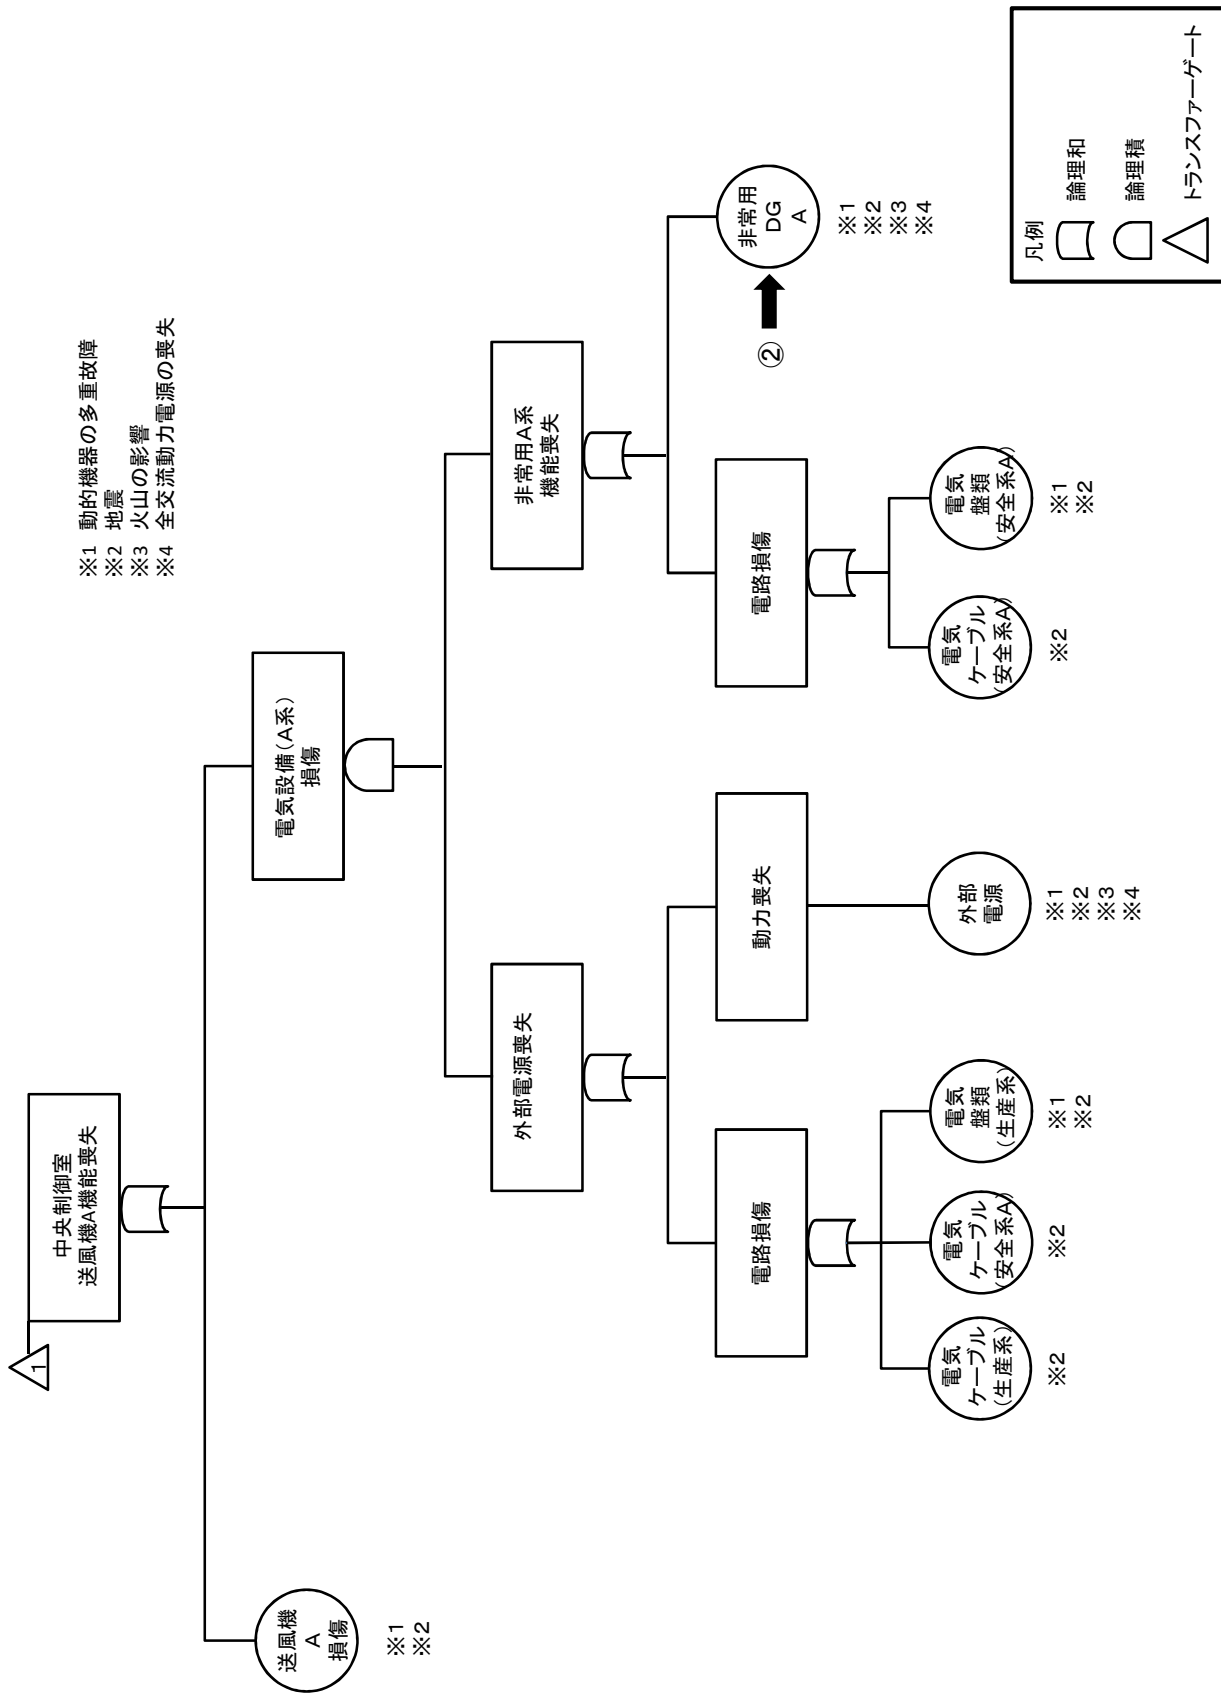 1
中央制御室
送風機A機能喪失
※1 動的機器の多重故障
※2 地震
※3 火山の影響
※4 全交流動力電源の喪失
送風機
A
損傷
※1
※2
電気設備(A系)
損傷
外部電源喪失
非常用A系
機能喪失
電路損傷
動力喪失
電路損傷
②
非常用
DG
A
※1
※2
※3
※4
電気
ケーブル
(生産系)
※2
電気
ケーブル
(安全系A)
※2
電気
盤類
(生産系)
※1
※2
外部
電源
※1
※2
※3
※4
電気
ケーブル
(安全系A)
※2
電気
盤類
(安全系A)
※1
※2
凡例
論理和
論理積
トランスファーゲート